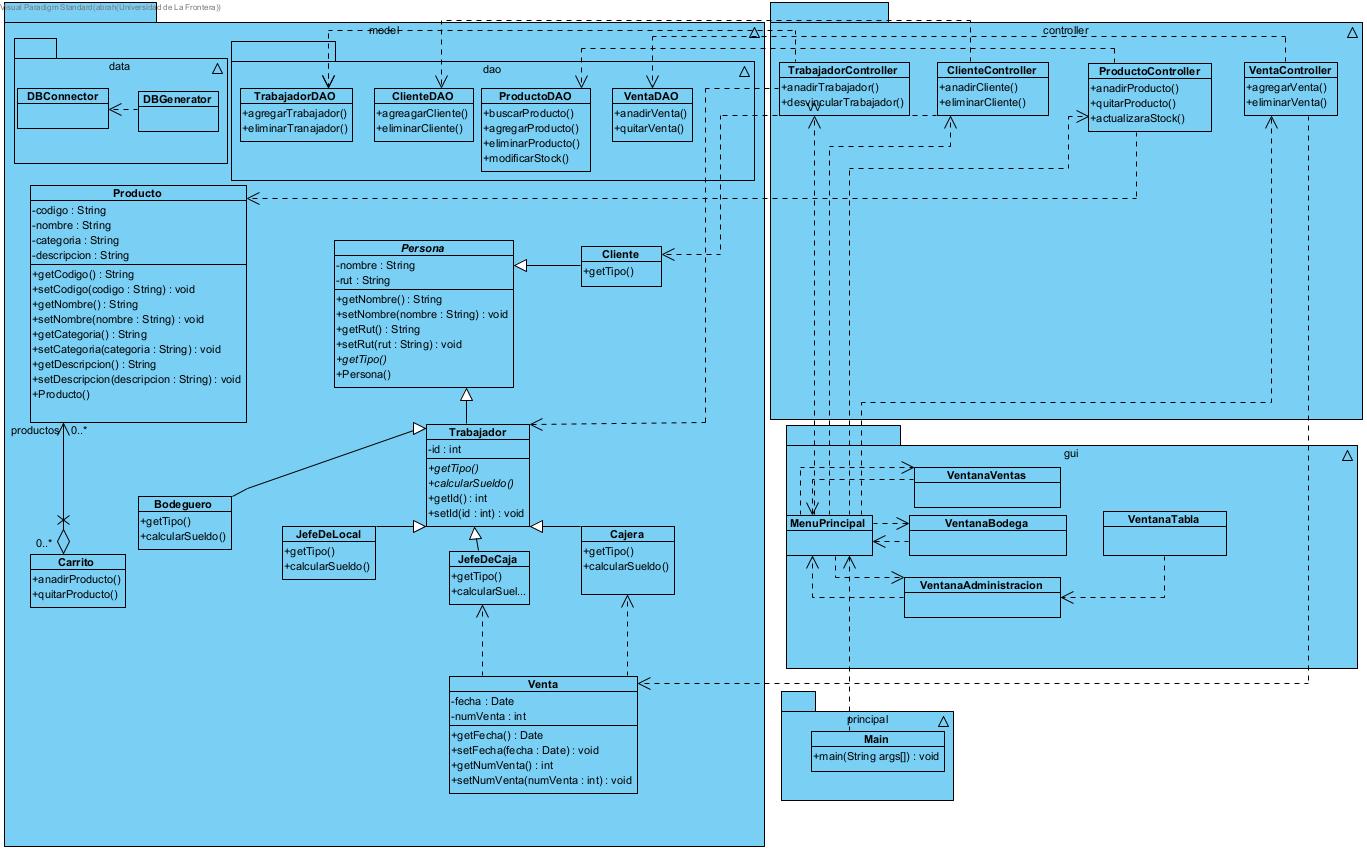 Visual Paradigm Standard(abrah(Universidad de La Frontera))
model
data
DBConnector
DBGenerator
dao
TrabajadorDAO
+agregarTrabajador()
+eliminarTranajador()
ClienteDAO
+agreagarCliente()
+eliminarCliente()
ProductoDAO
+buscarProducto()
+agregarProducto()
+eliminarProducto()
+modificarStock()
VentaDAO
+anadirVenta()
+quitarVenta()
Producto
-codigo : String
-nombre : String
-categoria : String
-descripcion : String
+getCodigo() : String
+setCodigo(codigo : String) : void
+getNombre() : String
+setNombre(nombre : String) : void
+getCategoria() : String
+setCategoria(categoria : String) : void
+getDescripcion() : String
+setDescripcion(descripcion : String) : void
+Producto()
productos
0..*
0..*
Carrito
+anadirProducto()
+quitarProducto()
Persona
-nombre : String
-rut : String
+getNombre() : String
+setNombre(nombre : String) : void
+getRut() : String
+setRut(rut : String) : void
+getTipo()
+Persona()
Cliente
+getTipo()
Trabajador
-id : int
+getTipo()
+calcularSueldo()
+getId() : int
+setId(id : int) : void
Bodeguero
+getTipo()
+calcularSueldo()
JefeDeLocal
+getTipo()
+calcularSueldo()
JefeDeCaja
+getTipo()
+calcularSuel...
Cajera
+getTipo()
+calcularSueldo()
Venta
-fecha : Date
-numVenta : int
+getFecha() : Date
+setFecha(fecha : Date) : void
+getNumVenta() : int
+setNumVenta(numVenta : int) : void
controller
TrabajadorController
+anadirTrabajador()
+desvincularTrabajador()
ClienteController
+anadirCliente()
+eliminarCliente()
ProductoController
+anadirProducto()
+quitarProducto()
+actualizaraStock()
VentaController
+agregarVenta()
+eliminarVenta()
gui
VentanaVentas
MenuPrincipal
VentanaBodega
VentanaTabla
VentanaAdministracion
principal
Main
+main(String args[]) : void